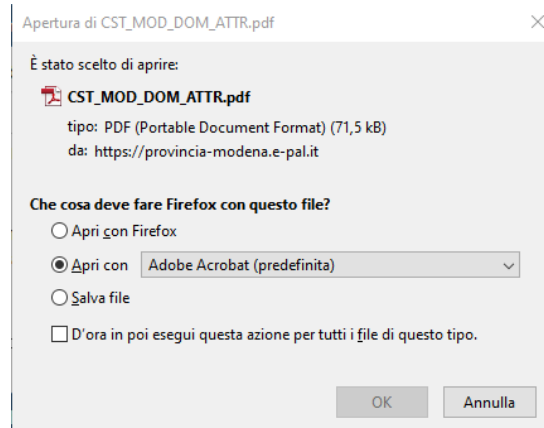 Apertura di CST_MOD_DOM_ATTR.pdf
È stato scelto di aprire:
CST_MOD_DOM_ATTR.pdf
tipo: PDF (Portable Document Format) (71,5 kB)
da: https://provincia-modena.e-pal.it
Che cosa deve fare Firefox con questo file?
Apri con Firefox
Apri con Adobe Acrobat (predefinita)
Salva file
D'ora in poi esegui questa azione per tutti i file di questo tipo.
OK Annulla